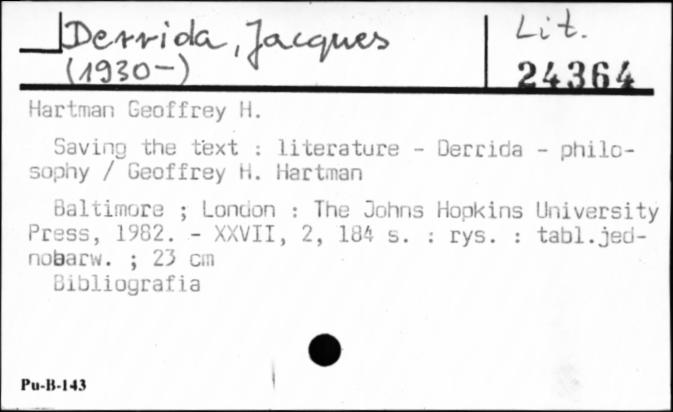 Derrida, Jacques
(1930-)
Lit.
24364
Hartman Geoffrey H.
Saving the text : literature - Derrida - philo-
sophy / Geoffrey H. Hartman
Baltimore ; London : The Johns Hopkins University
Press, 1982. - XXVII, 2, 184 s. : rys. : tabl.jed-
nobarw. ; 23 cm
Bibliografia
Pu-B-143